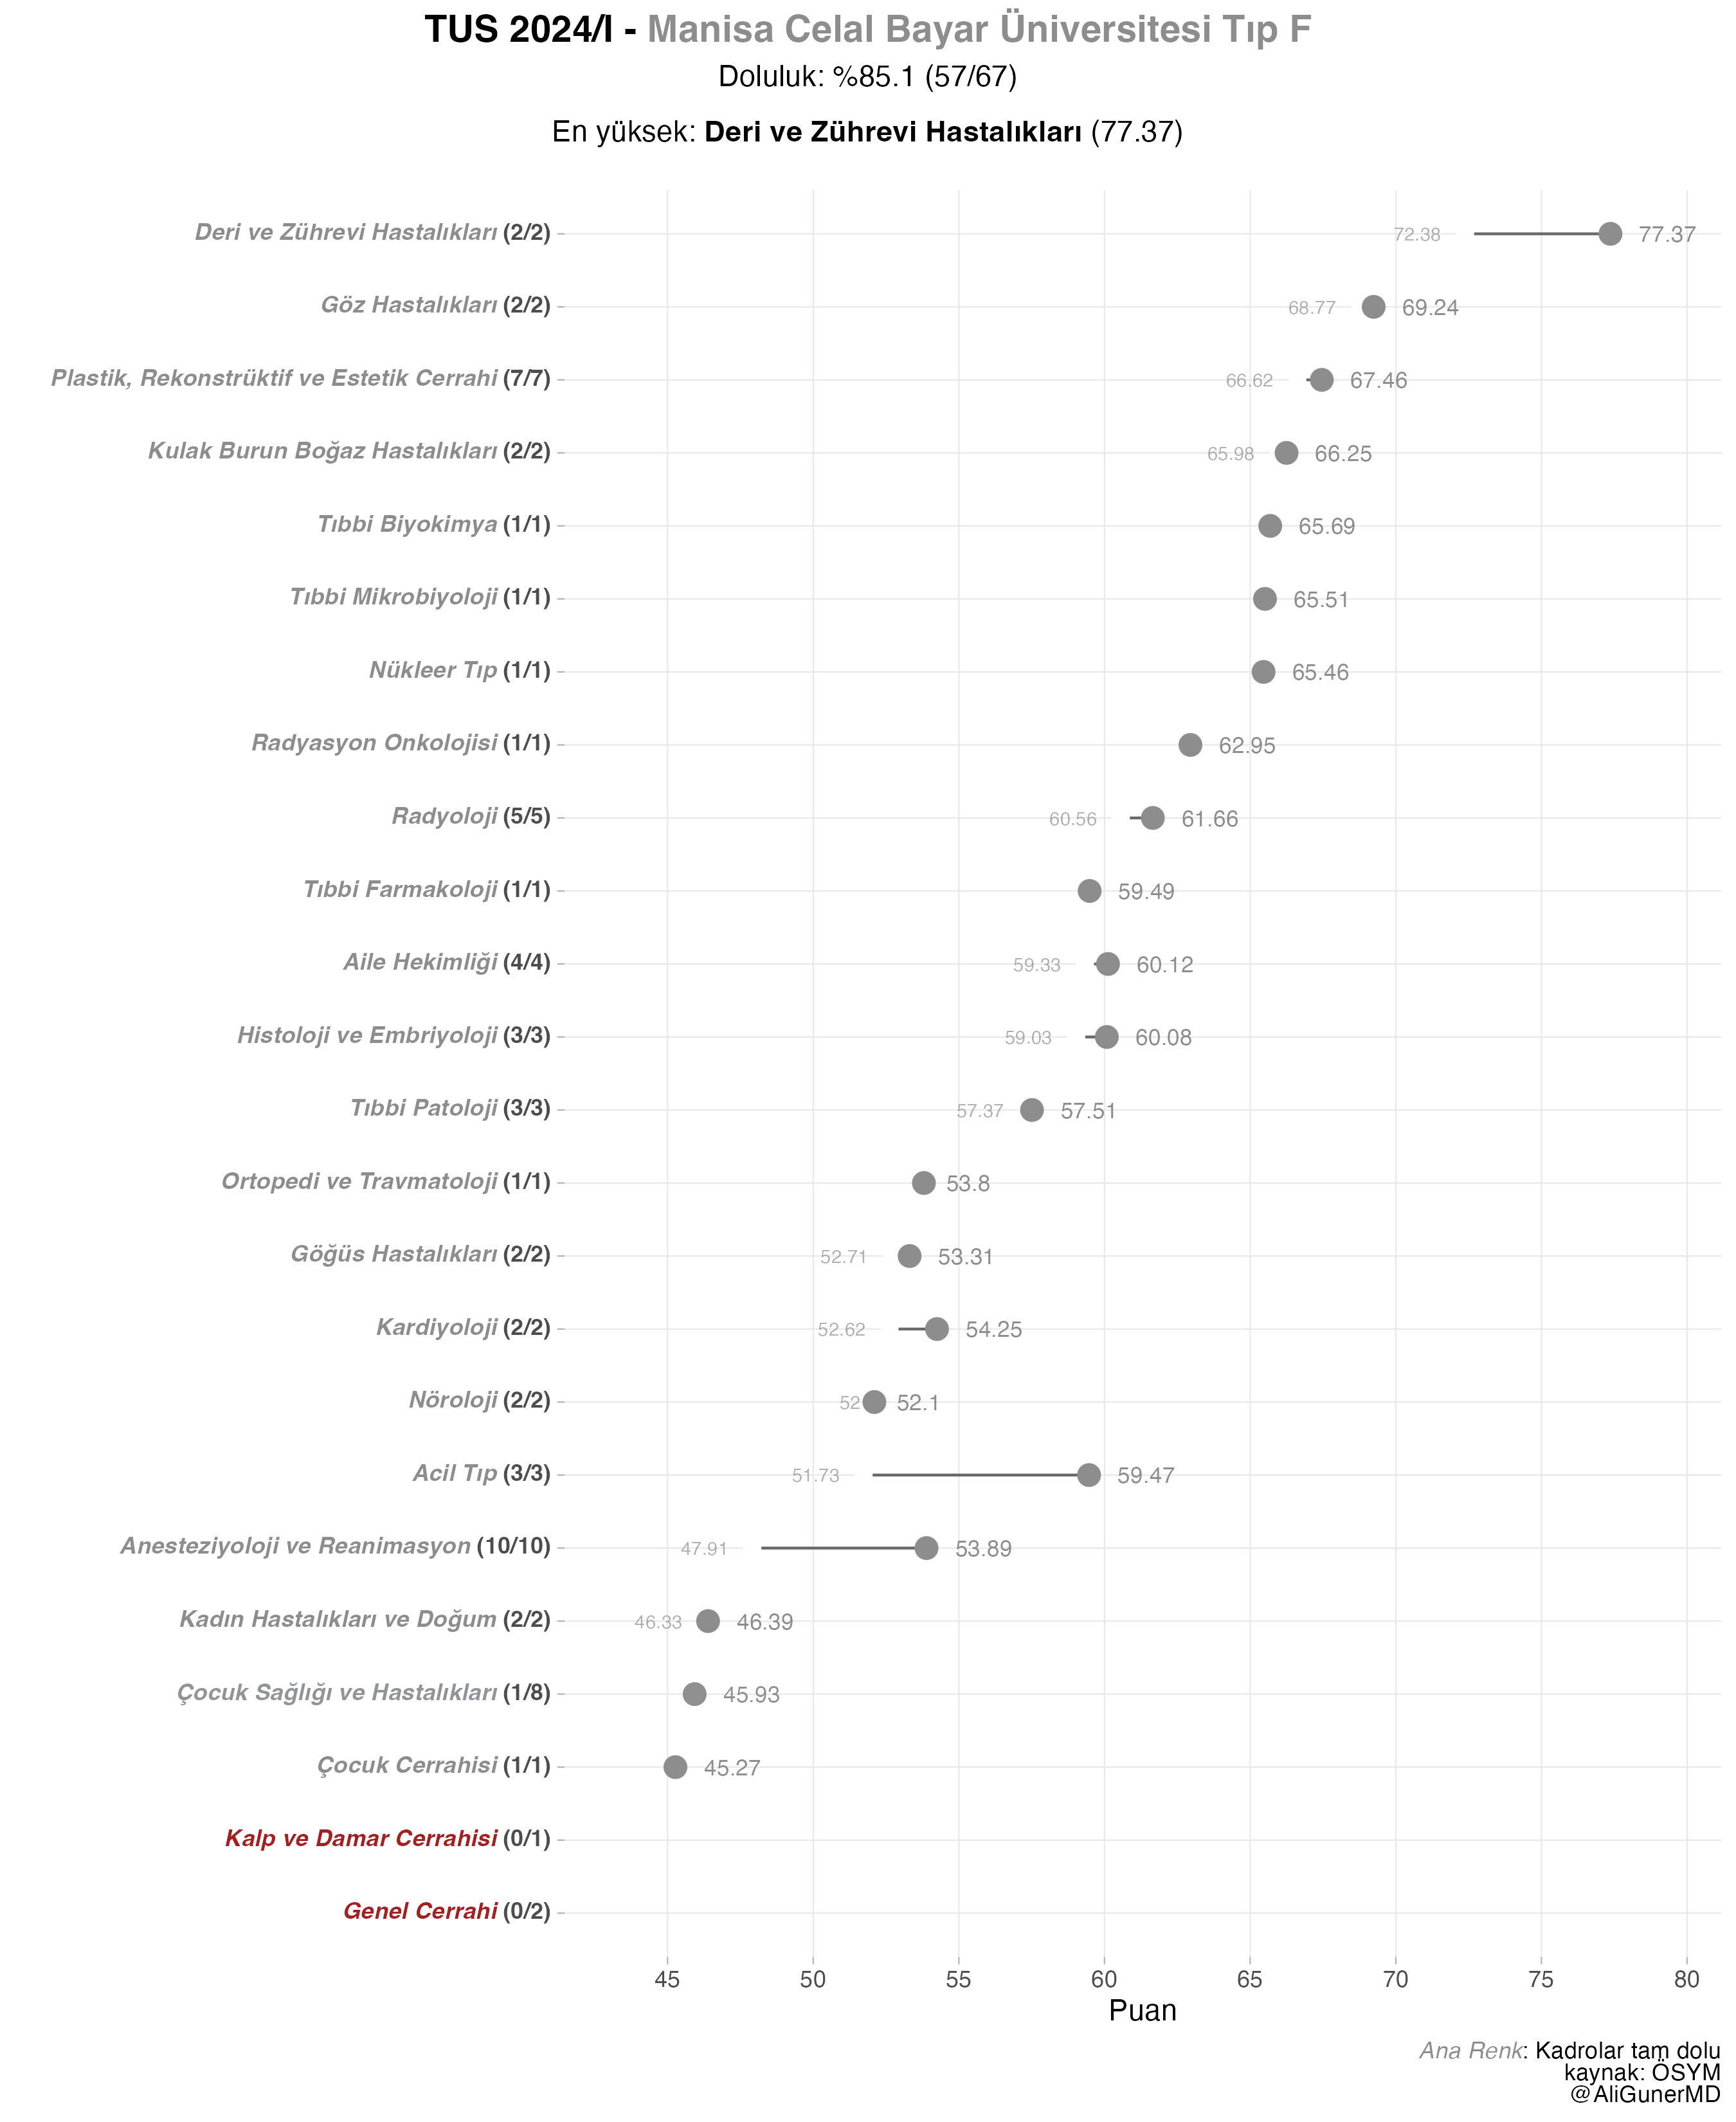 TUS 2024/I - Manisa Celal Bayar Üniversitesi Tıp F
Doluluk: %85.1 (57/67)
En yüksek: Deri ve Zührevi Hastalıkları (77.37)
Deri ve Zührevi Hastalıkları (2/2) 72.38 77.37
Göz Hastalıkları (2/2) 68.77 69.24
Plastik, Rekonstrüktif ve Estetik Cerrahi (7/7) 66.62 67.46
Kulak Burun Boğaz Hastalıkları (2/2) 65.98 66.25
Tıbbi Biyokimya (1/1) 65.69
Tıbbi Mikrobiyoloji (1/1) 65.51
Nükleer Tıp (1/1) 65.46
Radyasyon Onkolojisi (1/1) 62.95
Radyoloji (5/5) 60.56 61.66
Tıbbi Farmakoloji (1/1) 59.49
Aile Hekimliği (4/4) 59.33 60.12
Histoloji ve Embriyoloji (3/3) 59.03 60.08
Tıbbi Patoloji (3/3) 57.37 57.51
Ortopedi ve Travmatoloji (1/1) 53.8
Göğüs Hastalıkları (2/2) 52.71 53.31
Kardiyoloji (2/2) 52.62 54.25
Nöroloji (2/2) 52 52.1
Acil Tıp (3/3) 51.73 59.47
Anesteziyoloji ve Reanimasyon (10/10) 47.91 53.89
Kadın Hastalıkları ve Doğum (2/2) 46.33 46.39
Çocuk Sağlığı ve Hastalıkları (1/8) 45.93
Çocuk Cerrahisi (1/1) 45.27
Kalp ve Damar Cerrahisi (0/1)
Genel Cerrahi (0/2)
45 50 55 60 65 70 75 80
Puan
Ana Renk: Kadrolar tam dolu
kaynak: ÖSYM
@AliGunerMD